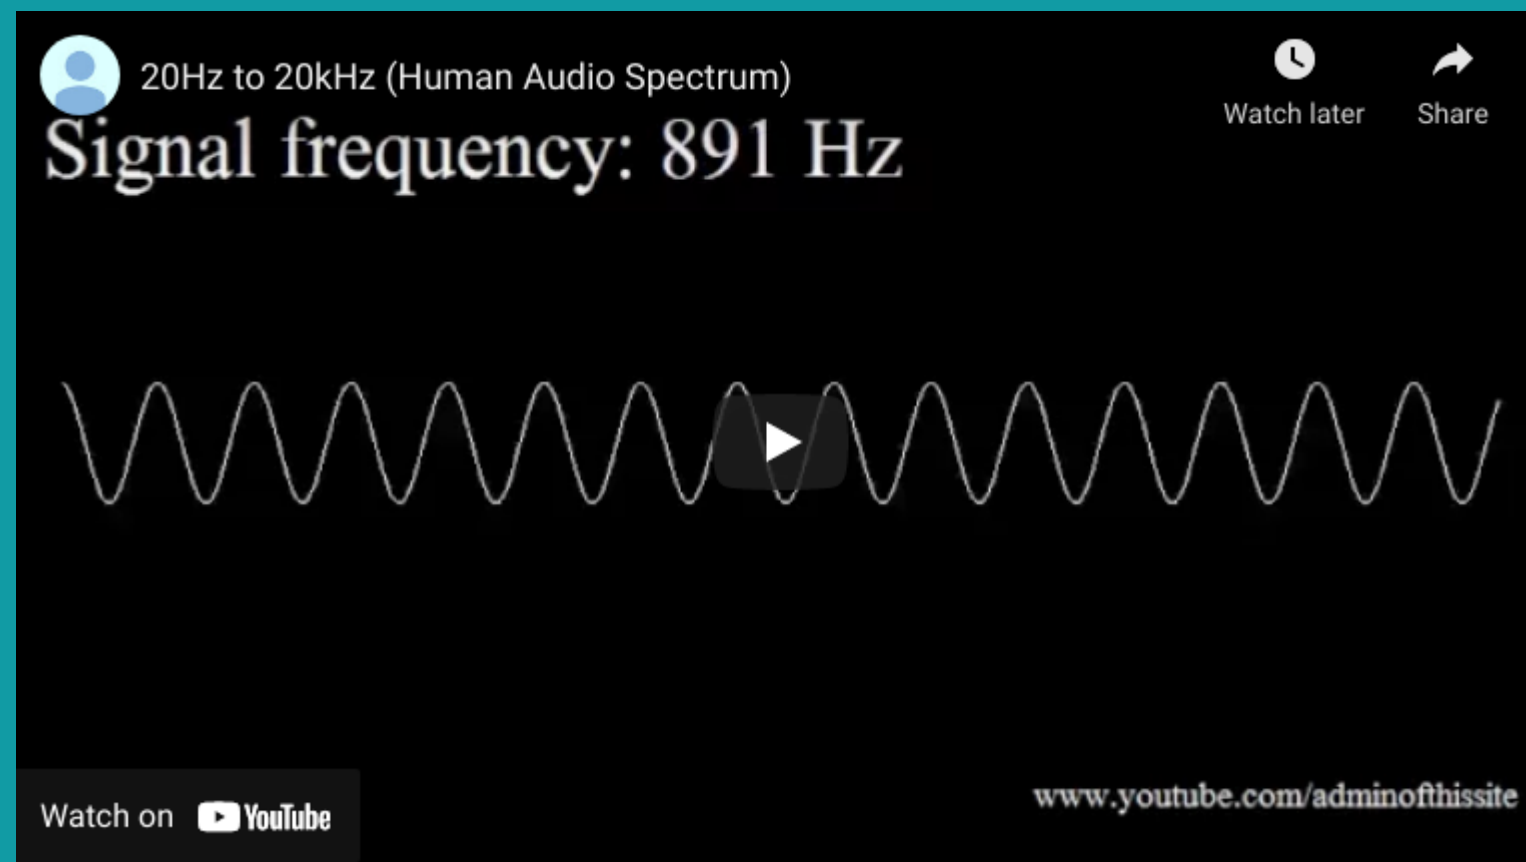 20Hz to 20kHz (Human Audio Spectrum)
Watch later
Share
Signal frequency: 891 Hz
www.youtube.com/adminofthissite
Watch on YouTube